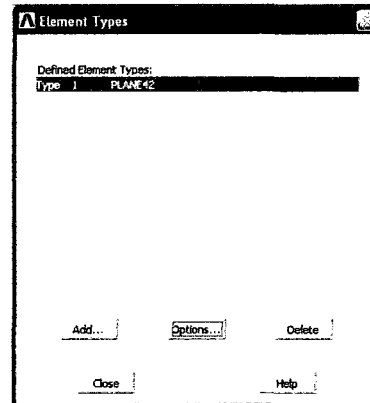 Element Types
Defined Element Types:
Type 1 PLANE42
Add... Options... Delete
Close Help